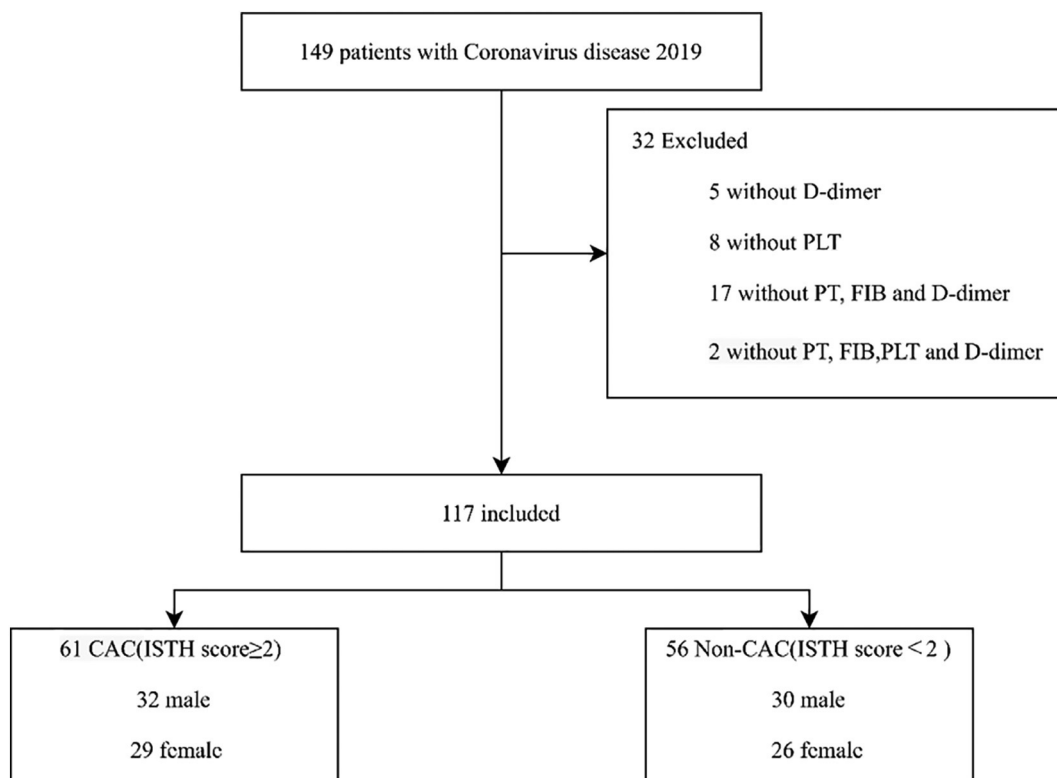 149 patients with Coronavirus disease 2019
32 Excluded
5 without D-dimer
8 without PLT
17 without PT, FIB and D-dimer
2 without PT, FIB,PLT and D-dimer
117 included
61 CAC(ISTH score≥2)
32 male
29 female
56 Non-CAC(ISTH score＜2 )
30 male
26 female